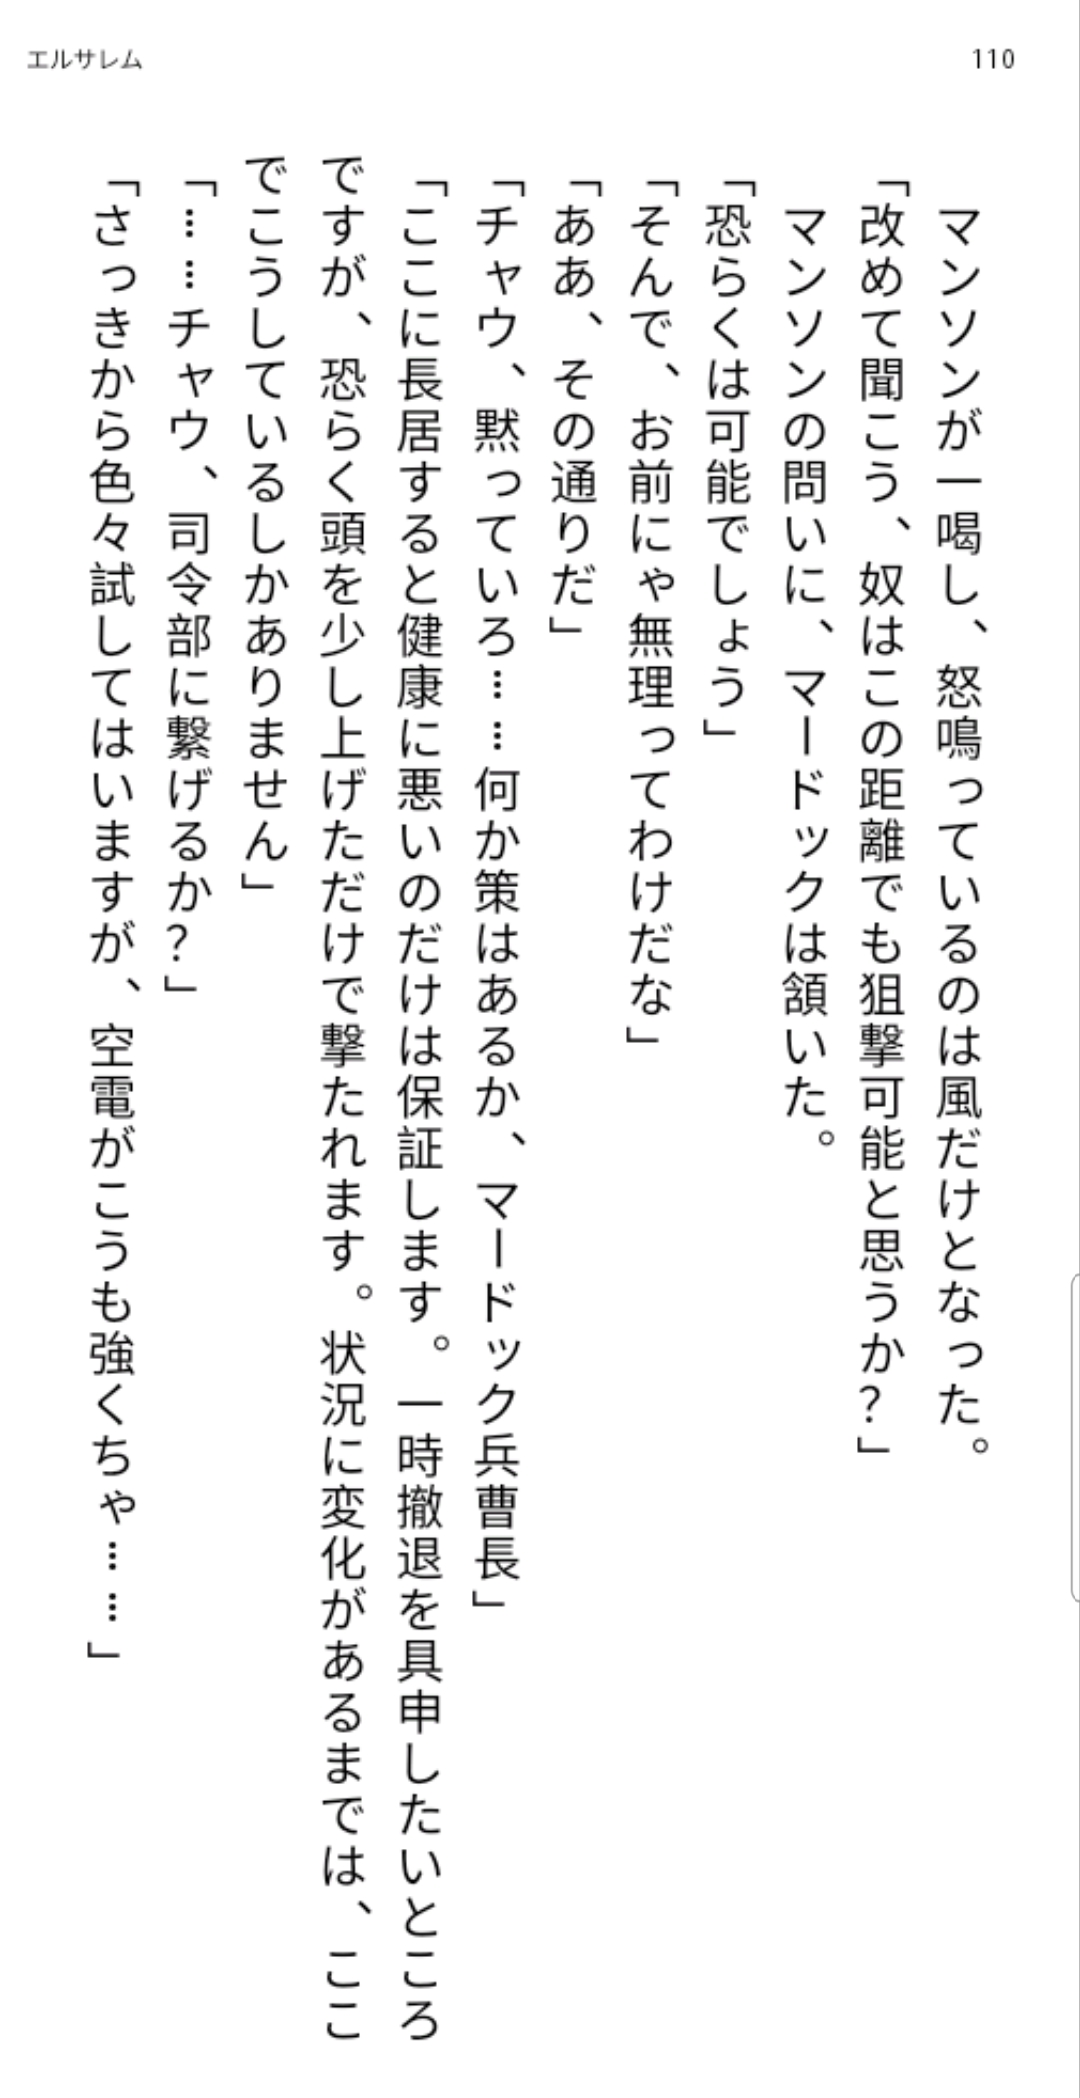 エルサレム
110
マンソンが一喝し、怒鳴っているのは風だけとなった。
「改めて聞こう、奴はこの距離でも狙撃可能と思うか？」
マンソンの問いに、マードックは頷いた。
「恐らくは可能でしょう」
「そんで、お前にゃ無理ってわけだな」
「ああ、その通りだ」
「チャウ、黙っていろ……何か策はあるか、マードック兵曹長」
「ここに長居すると健康に悪いのだけは保証します。一時撤退を具申したいところ
ですが、恐らく頭を少し上げただけで撃たれます。状況に変化があるまでは、ここ
でこうしているしかありません」
「……チャウ、司令部に繋げるか？」
「さっきから色々試してはいますが、空電がこうも強くちゃ……」